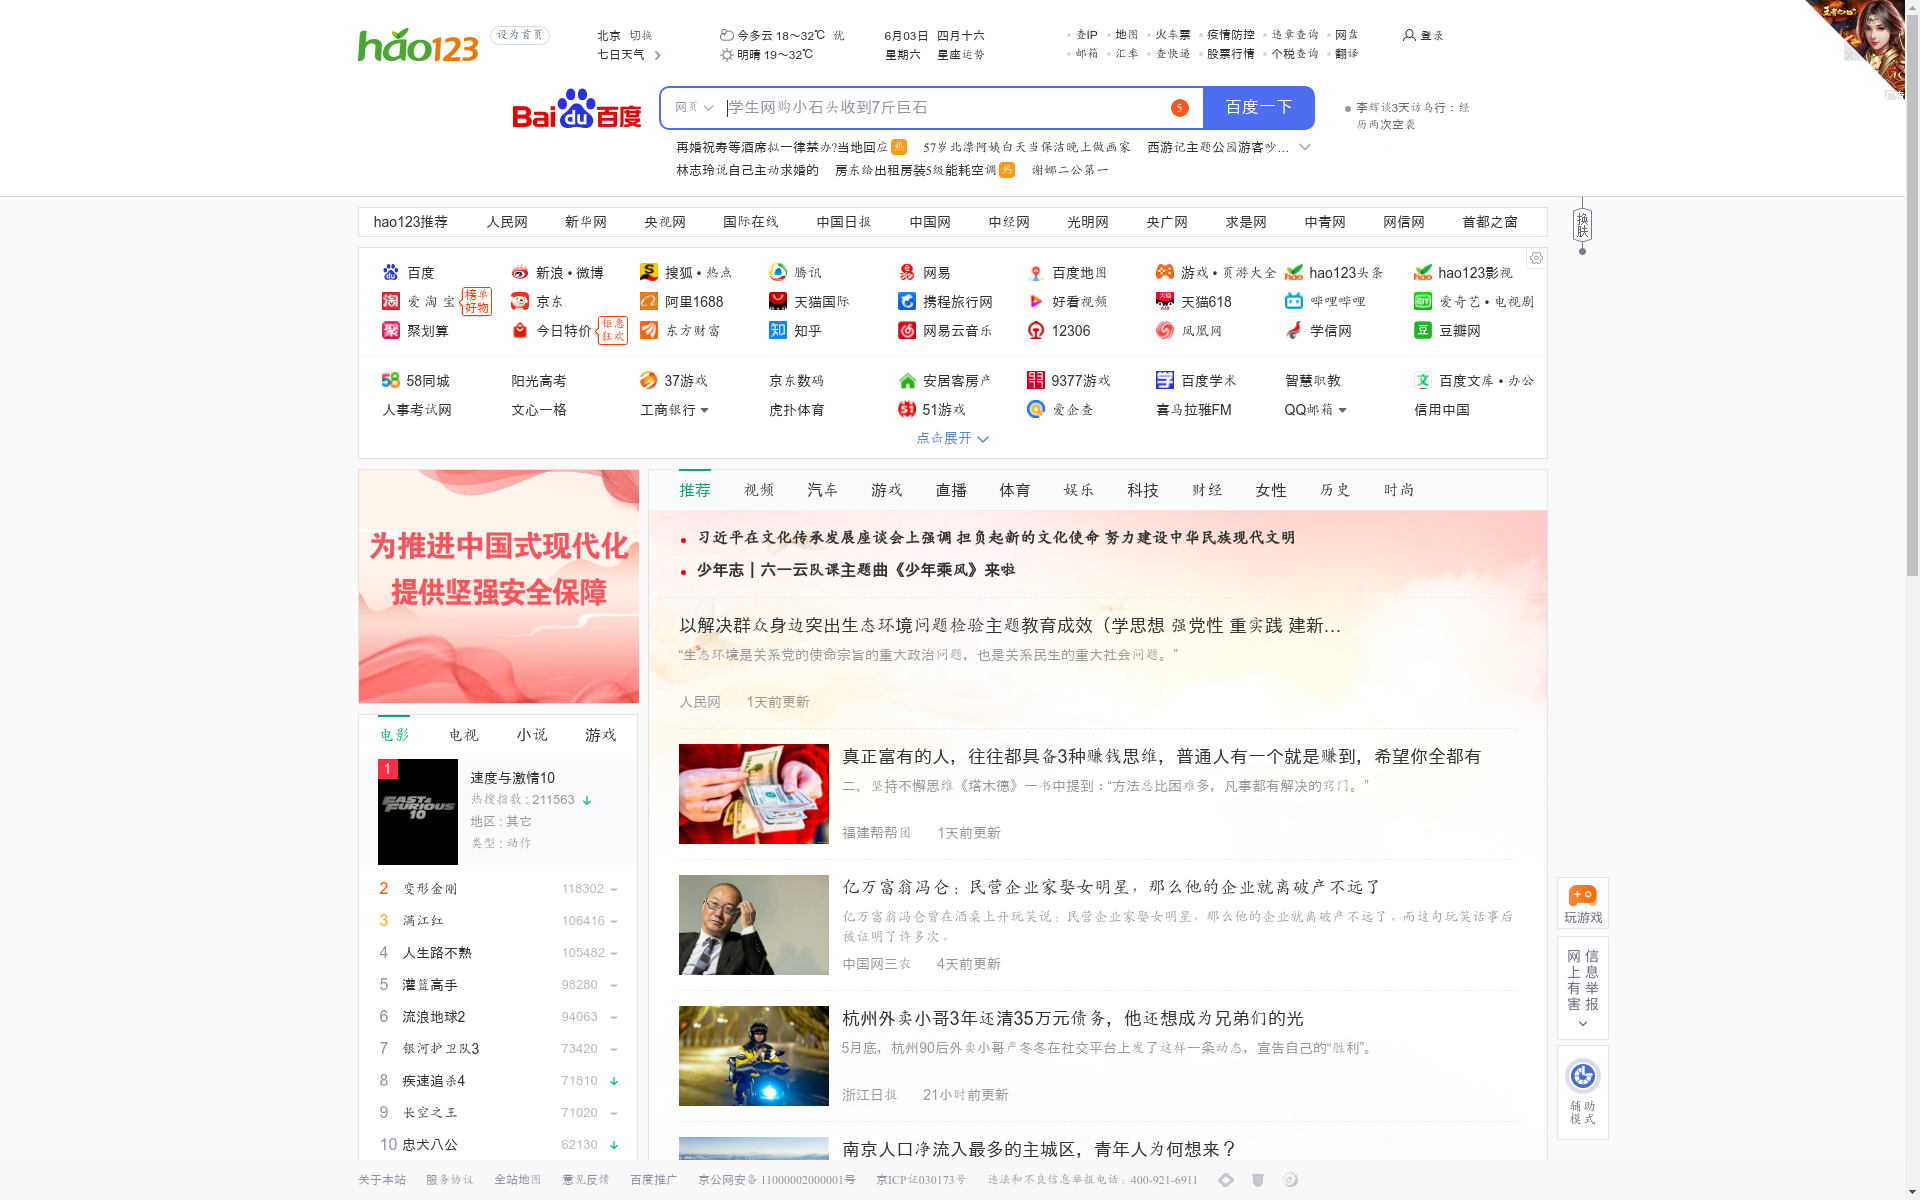 hao123 设为首页 北京 切换 今多云 18～32℃ 优 6月03日 四月十六 查IP 地图 火车票 疫情防控 违章查询 网盘 登录
七日天气 明晴 19～32℃ 星期六 星座运势 邮箱 汇率 查快递 股票行情 个税查询 翻译
Bai du 百度 网页 学生网购小石头收到7斤巨石 5 百度一下 李辉谈3天访乌行：经
历两次空袭
再婚祝寿等酒席拟一律禁办?当地回应 热 57岁北漂阿姨白天当保洁晚上做画家 西游记主题公园游客吵...
林志玲说自己主动求婚的 房东给出租房装5级能耗空调 热 谢娜二公第一
hao123推荐 人民网 新华网 央视网 国际在线 中国日报 中国网 中经网 光明网 央广网 求是网 中青网 网信网 首都之窗
换肤
百度 新浪 • 微博 搜狐 • 热点 腾讯 网易 百度地图 游戏 • 页游大全 hao123头条 hao123影视
爱淘宝 榜单好物 京东 阿里1688 天猫国际 携程旅行网 好看视频 天猫618 哔哩哔哩 爱奇艺 • 电视剧
聚划算 今日特价 钜惠狂欢 东方财富 知乎 网易云音乐 12306 凤凰网 学信网 豆瓣网
58同城 阳光高考 37游戏 京东数码 安居客房产 9377游戏 百度学术 智慧职教 百度文库 • 办公
人事考试网 文心一格 工商银行 虎扑体育 51游戏 爱企查 喜马拉雅FM QQ邮箱 信用中国
点击展开
为推进中国式现代化
提供坚强安全保障
推荐 视频 汽车 游戏 直播 体育 娱乐 科技 财经 女性 历史 时尚
习近平在文化传承发展座谈会上强调 担负起新的文化使命 努力建设中华民族现代文明
少年志 | 六一云队课主题曲《少年乘风》来啦
以解决群众身边突出生态环境问题检验主题教育成效（学思想 强党性 重实践 建新...
“生态环境是关系党的使命宗旨的重大政治问题，也是关系民生的重大社会问题。”
人民网 1天前更新
真正富有的人，往往都具备3种赚钱思维，普通人有一个就是赚到，希望你全都有
二、坚持不懈思维《塔木德》一书中提到：“方法总比困难多，凡事都有解决的窍门。”
福建帮帮团 1天前更新
亿万富翁冯仑：民营企业家娶女明星，那么他的企业就离破产不远了
亿万富翁冯仑曾在酒桌上开玩笑说：民营企业家娶女明星，那么他的企业就离破产不远了。而这句玩笑话事后
被证明了许多次。
中国网三农 4天前更新
杭州外卖小哥3年还清35万元债务，他还想成为兄弟们的光
5月底，杭州90后外卖小哥严冬冬在社交平台上发了这样一条动态，宣告自己的“胜利”。
浙江日报 21小时前更新
南京人口净流入最多的主城区，青年人为何想来？
电影 电视 小说 游戏
1
FAST & FURIOUS 10
速度与激情10
热搜指数 : 211563
地区 : 其它
类型 : 动作
2 变形金刚 118302
3 满江红 106416
4 人生路不熟 105482
5 灌篮高手 98280
6 流浪地球2 94063
7 银河护卫队3 73420
8 疾速追杀4 71810
9 长空之王 71020
10 忠犬八公 62130
玩游戏
网上有害信息举报
辅助
模式
关于本站 服务协议 全站地图 意见反馈 百度推广 京公网安备 11000002000001号 京ICP证030173号 违法和不良信息举报电话：400-921-6911